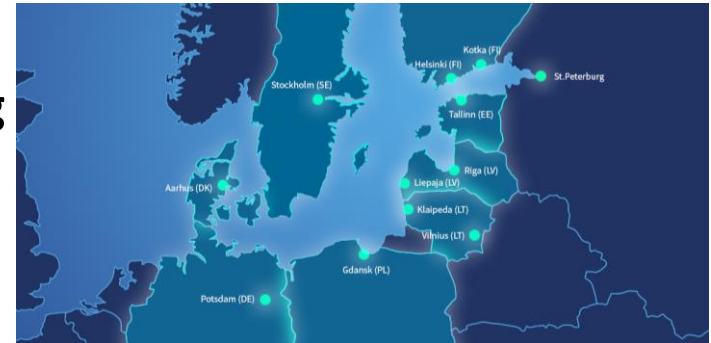 g
Kotka (FI)
Helsinki (FI)
St.Peterburg
Stockholm (SE)
Tallinn (EE)
Riga (LV)
Liepaja (LV)
Aarhus (DK)
Klaipeda (LT)
Vilnius (LT)
Gdansk (PL)
Potsdam (DE)